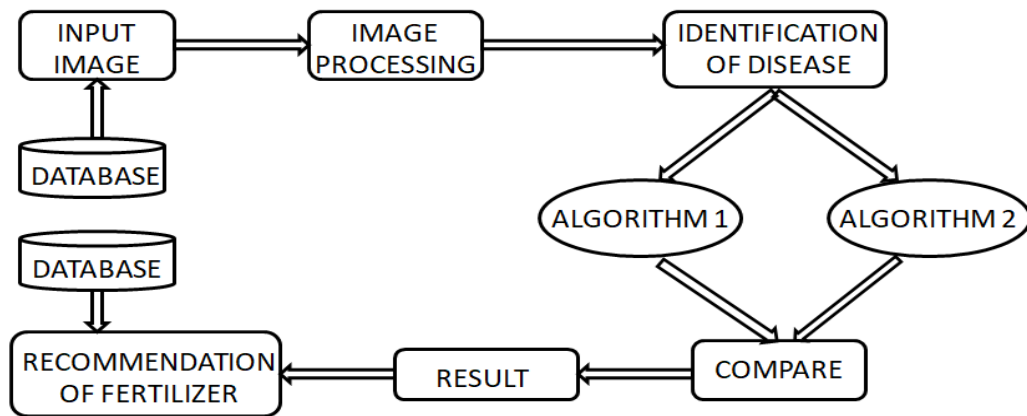 INPUT
IMAGE
IMAGE
PROCESSING
IDENTIFICATION
OF DISEASE
DATABASE
ALGORITHM 1
ALGORITHM 2
DATABASE
RECOMMENDATION
OF FERTILIZER
RESULT
COMPARE